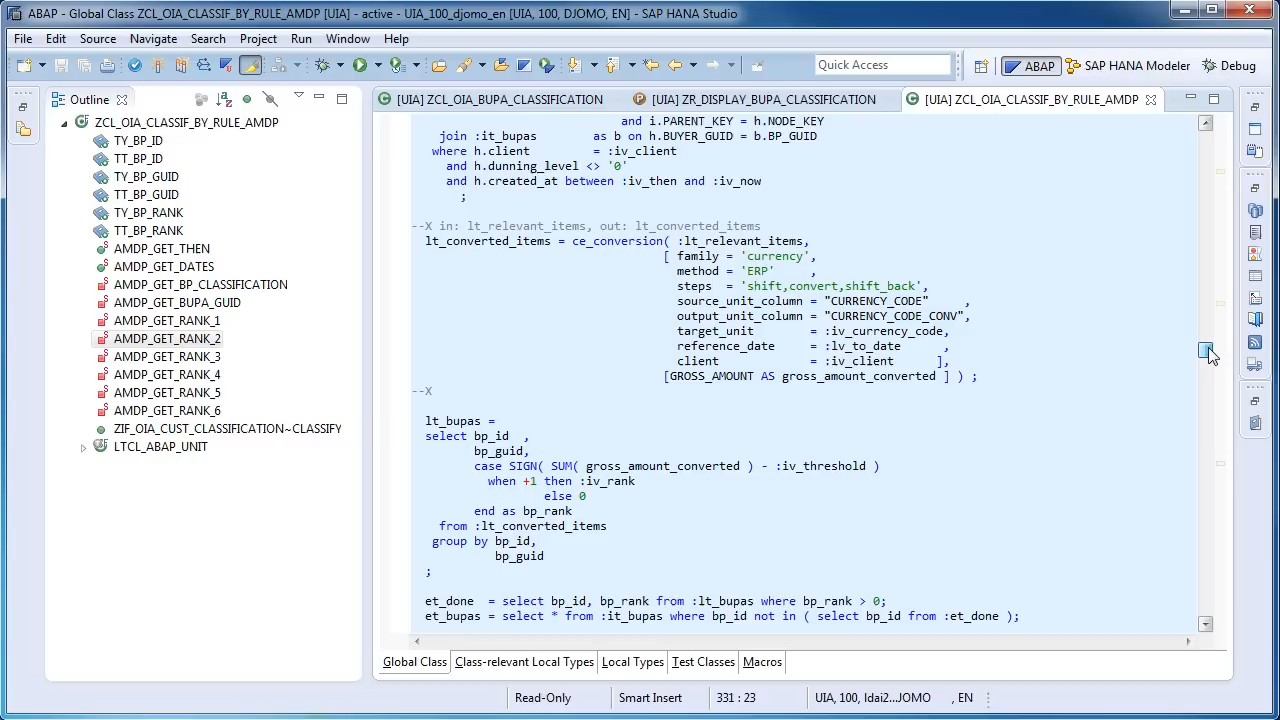 ABAP - Global Class ZCL_OIA_CLASSIF_BY_RULE_AMDP [UIA] - active - UIA_100_djomo_en [UIA, 100, DJOMO, EN] - SAP HANA Studio
File Edit Source Navigate Search Project Run Window Help
Quick Access
ABAP SAP HANA Modeler Debug
Outline
ZCL_OIA_CLASSIF_BY_RULE_AMDP
TY_BP_ID
TT_BP_ID
TY_BP_GUID
TT_BP_GUID
TY_BP_RANK
TT_BP_RANK
AMDP_GET_THEN
AMDP_GET_DATES
AMDP_GET_BP_CLASSIFICATION
AMDP_GET_BUPA_GUID
AMDP_GET_RANK_1
AMDP_GET_RANK_2
AMDP_GET_RANK_3
AMDP_GET_RANK_4
AMDP_GET_RANK_5
AMDP_GET_RANK_6
ZIF_OIA_CUST_CLASSIFICATION~CLASSIFY
LTCL_ABAP_UNIT
[UIA] ZCL_OIA_BUPA_CLASSIFICATION [UIA] ZR_DISPLAY_BUPA_CLASSIFICATION [UIA] ZCL_OIA_CLASSIF_BY_RULE_AMDP
and i.PARENT_KEY = h.NODE_KEY
join :it_bupas as b on h.BUYER_GUID = b.BP_GUID
where h.client = :iv_client
and h.dunning_level <> '0'
and h.created_at between :iv_then and :iv_now
;
--X in: lt_relevant_items, out: lt_converted_items
lt_converted_items = ce_conversion( :lt_relevant_items,
[ family = 'currency',
method = 'ERP' ,
steps = 'shift,convert,shift_back',
source_unit_column = "CURRENCY_CODE" ,
output_unit_column = "CURRENCY_CODE_CONV",
target_unit = :iv_currency_code,
reference_date = :lv_to_date ,
client = :iv_client ],
[GROSS_AMOUNT AS gross_amount_converted ] ) ;
--X
lt_bupas =
select bp_id ,
bp_guid,
case SIGN( SUM( gross_amount_converted ) - :iv_threshold )
when +1 then :iv_rank
else 0
end as bp_rank
from :lt_converted_items
group by bp_id,
bp_guid
;
et_done = select bp_id, bp_rank from :lt_bupas where bp_rank > 0;
et_bupas = select * from :it_bupas where bp_id not in ( select bp_id from :et_done );
Global Class Class-relevant Local Types Local Types Test Classes Macros
Read-Only Smart Insert 331 : 23 UIA, 100, ldai2...JOMO , EN